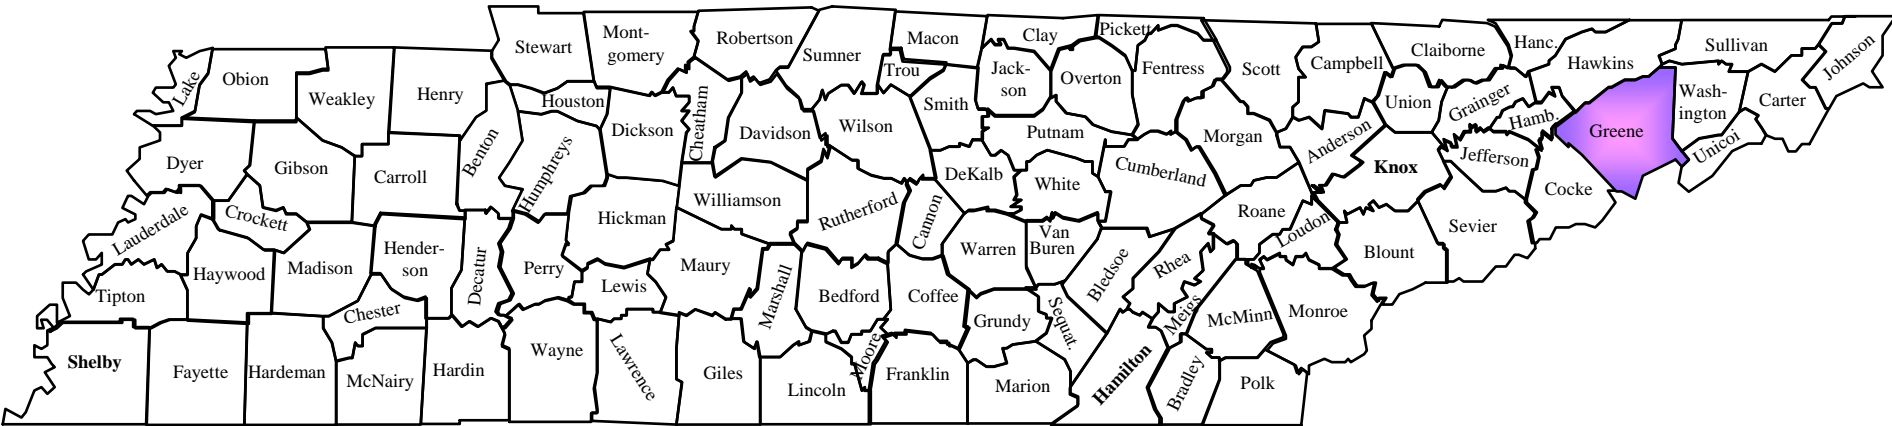 Pickett
Stewart
Mont-
gomery
Robertson
Sumner
Macon
Clay
Hanc.
Sullivan
Johnson
Lake
Obion
Weakley
Henry
Houston
Cheatham
Trou
Jack-
son
Overton
Fentress
Scott
Campbell
Claiborne
Hawkins
Smith
Union
Grainger
Hamb.
Greene
Wash-
ington
Carter
Unicoi
Dyer
Gibson
Carroll
Benton
Humphreys
Dickson
Davidson
Wilson
Putnam
Morgan
Anderson
Knox
Jefferson
Cocke
Lauderdale
Crockett
Hickman
Williamson
Rutherford
Cannon
DeKalb
White
Cumberland
Roane
Loudon
Sevier
Blount
Haywood
Madison
Hender-
son
Decatur
Perry
Lewis
Maury
Marshall
Bedford
Coffee
Warren
Van
Buren
Bledsoe
Rhea
Meigs
McMinn
Monroe
Tipton
Chester
Grundy
Sequat.
Shelby
Fayette
Hardeman
McNairy
Hardin
Wayne
Lawrence
Giles
Lincoln
Moore
Franklin
Marion
Hamilton
Bradley
Polk